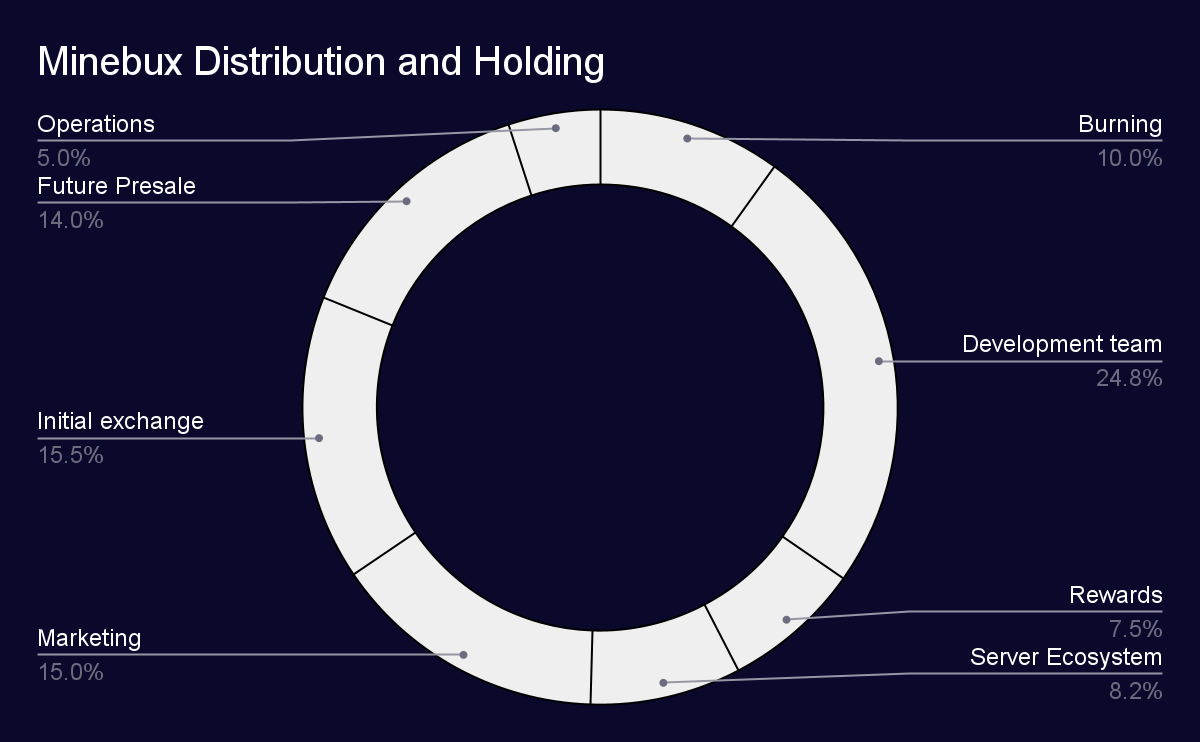 Minebux Distribution and Holding
Operations
5.0%
Future Presale
14.0%
Initial exchange
15.5%
Marketing
15.0%
Burning
10.0%
Development team
24.8%
Rewards
7.5%
Server Ecosystem
8.2%